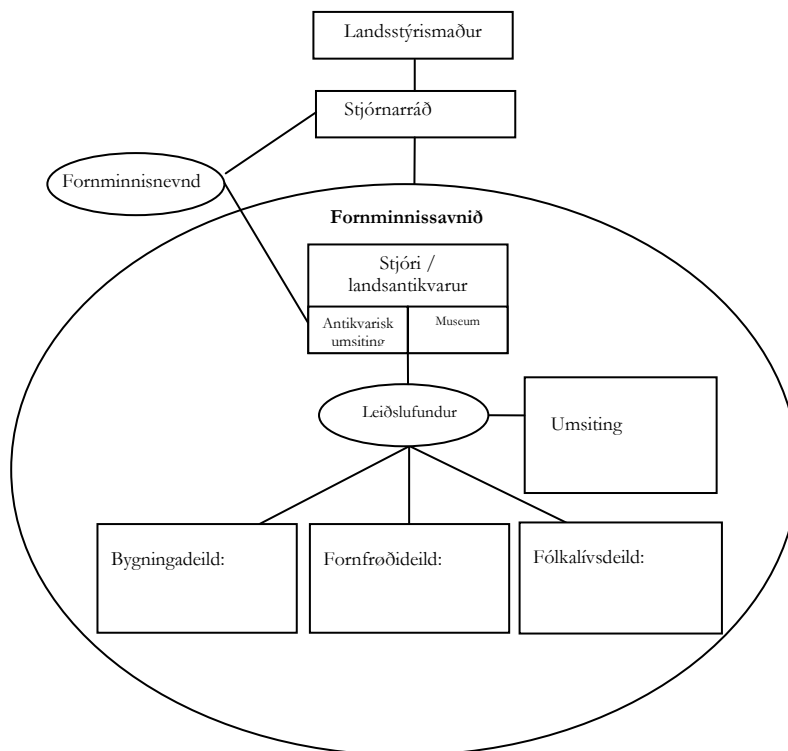 Landsstýrismaður
Stjórnarráð
Fornminnisnevnd
Fornminnissavnið
Stjóri /
landsantikvarur
Antikvarisk
umsiting
Museum
Leiðslufundur
Umsiting
Bygningadeild:
Fornfrøðideild:
Fólkalívsdeild: